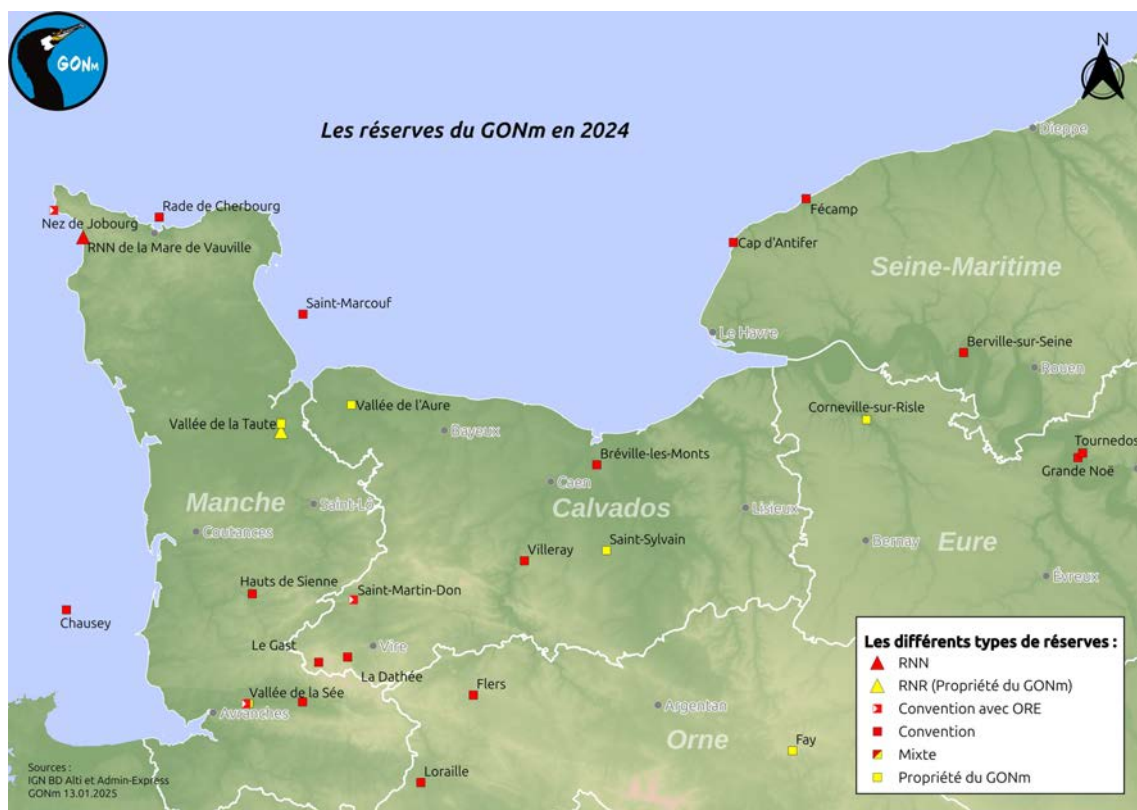 GONm
Les réserves du GONm en 2024
N
Dieppe
Rade de Cherbourg
Fécamp
Nez de Jobourg
RNN de la Mare de Vauville
Cap d'Antifer
Seine-Maritime
Saint-Marcouf
Le Havre
Berville-sur-Seine
Rouen
Vallée de l'Aure
Corneville-sur-Risle
Vallée de la Taute
Bayeux
Tournedos
Bréville-les-Monts
Grande Noë
Caen
Manche
Saint-Lô
Calvados
Lisieux
Coutances
Saint-Sylvain
Bernay
Eure
Villeray
Évreux
Hauts de Sienne
Saint-Martin-Don
Chausey
Le Gast
Vire
La Dathée
Flers
Vallée de la Sée
Avranches
Argentan
Orne
Fay
Loraille
Les différents types de réserves :
RNN
RNR (Propriété du GONm)
Convention avec ORE
Convention
Mixte
Propriété du GONm
Sources :
IGN BD Alti et Admin-Express
GONm 13.01.2025